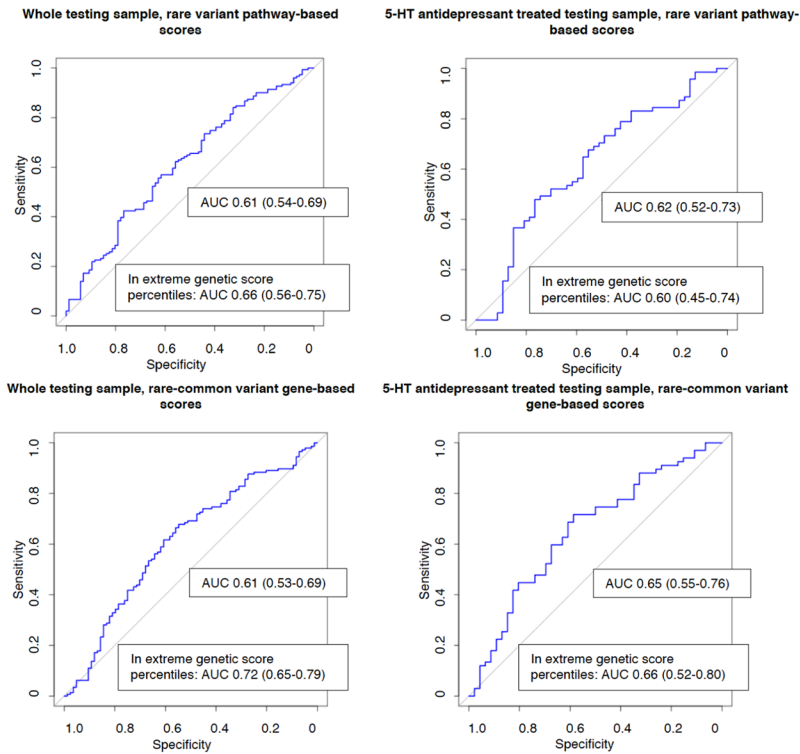 Whole testing sample, rare variant pathway-based
scores
1.0
0.8
0.6
0.4
0.2
0
Sensitivity
AUC 0.61 (0.54-0.69)
In extreme genetic score
percentiles: AUC 0.66 (0.56-0.75)
1.0 0.8 0.6 0.4 0.2 0
Specificity
5-HT antidepressant treated testing sample, rare variant pathway-
based scores
1.0
0.8
0.6
0.4
0.2
0
Sensitivity
AUC 0.62 (0.52-0.73)
In extreme genetic score
percentiles: AUC 0.60 (0.45-0.74)
1.0 0.8 0.6 0.4 0.2 0
Specificity
Whole testing sample, rare-common variant gene-based
scores
1.0
0.8
0.6
0.4
0.2
0
Sensitivity
AUC 0.61 (0.53-0.69)
In extreme genetic score
percentiles: AUC 0.72 (0.65-0.79)
1.0 0.8 0.6 0.4 0.2 0
Specificity
5-HT antidepressant treated testing sample, rare-common variant
gene-based scores
1.0
0.8
0.6
0.4
0.2
0
Sensitivity
AUC 0.65 (0.55-0.76)
In extreme genetic score
percentiles: AUC 0.66 (0.52-0.80)
1.0 0.8 0.6 0.4 0.2 0
Specificity